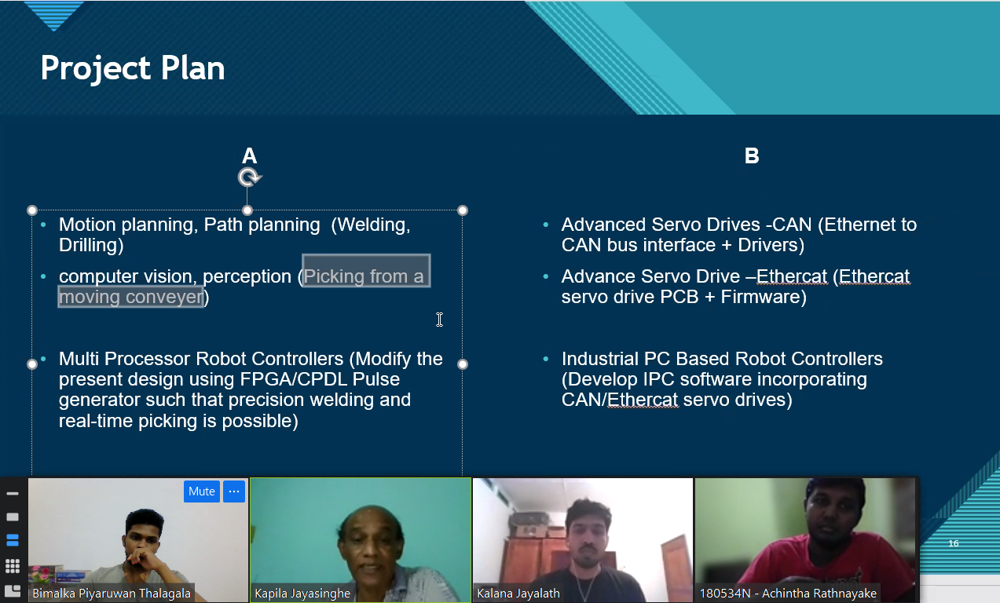 Project Plan
A
B
• Motion planning, Path planning  (Welding,
Drilling)
• computer vision, perception (Picking from a
moving conveyer)
• Multi Processor Robot Controllers (Modify the
present design using FPGA/CPDL Pulse
generator such that precision welding and
real-time picking is possible)
• Advanced Servo Drives -CAN (Ethernet to
CAN bus interface + Drivers)
• Advance Servo Drive –Ethercat (Ethercat
servo drive PCB + Firmware)
• Industrial PC Based Robot Controllers
(Develop IPC software incorporating
CAN/Ethercat servo drives)
16
Mute
...
Bimalka Piyaruwan Thalagala
Kapila Jayasinghe
Kalana Jayalath
180534N - Achintha Rathnayake